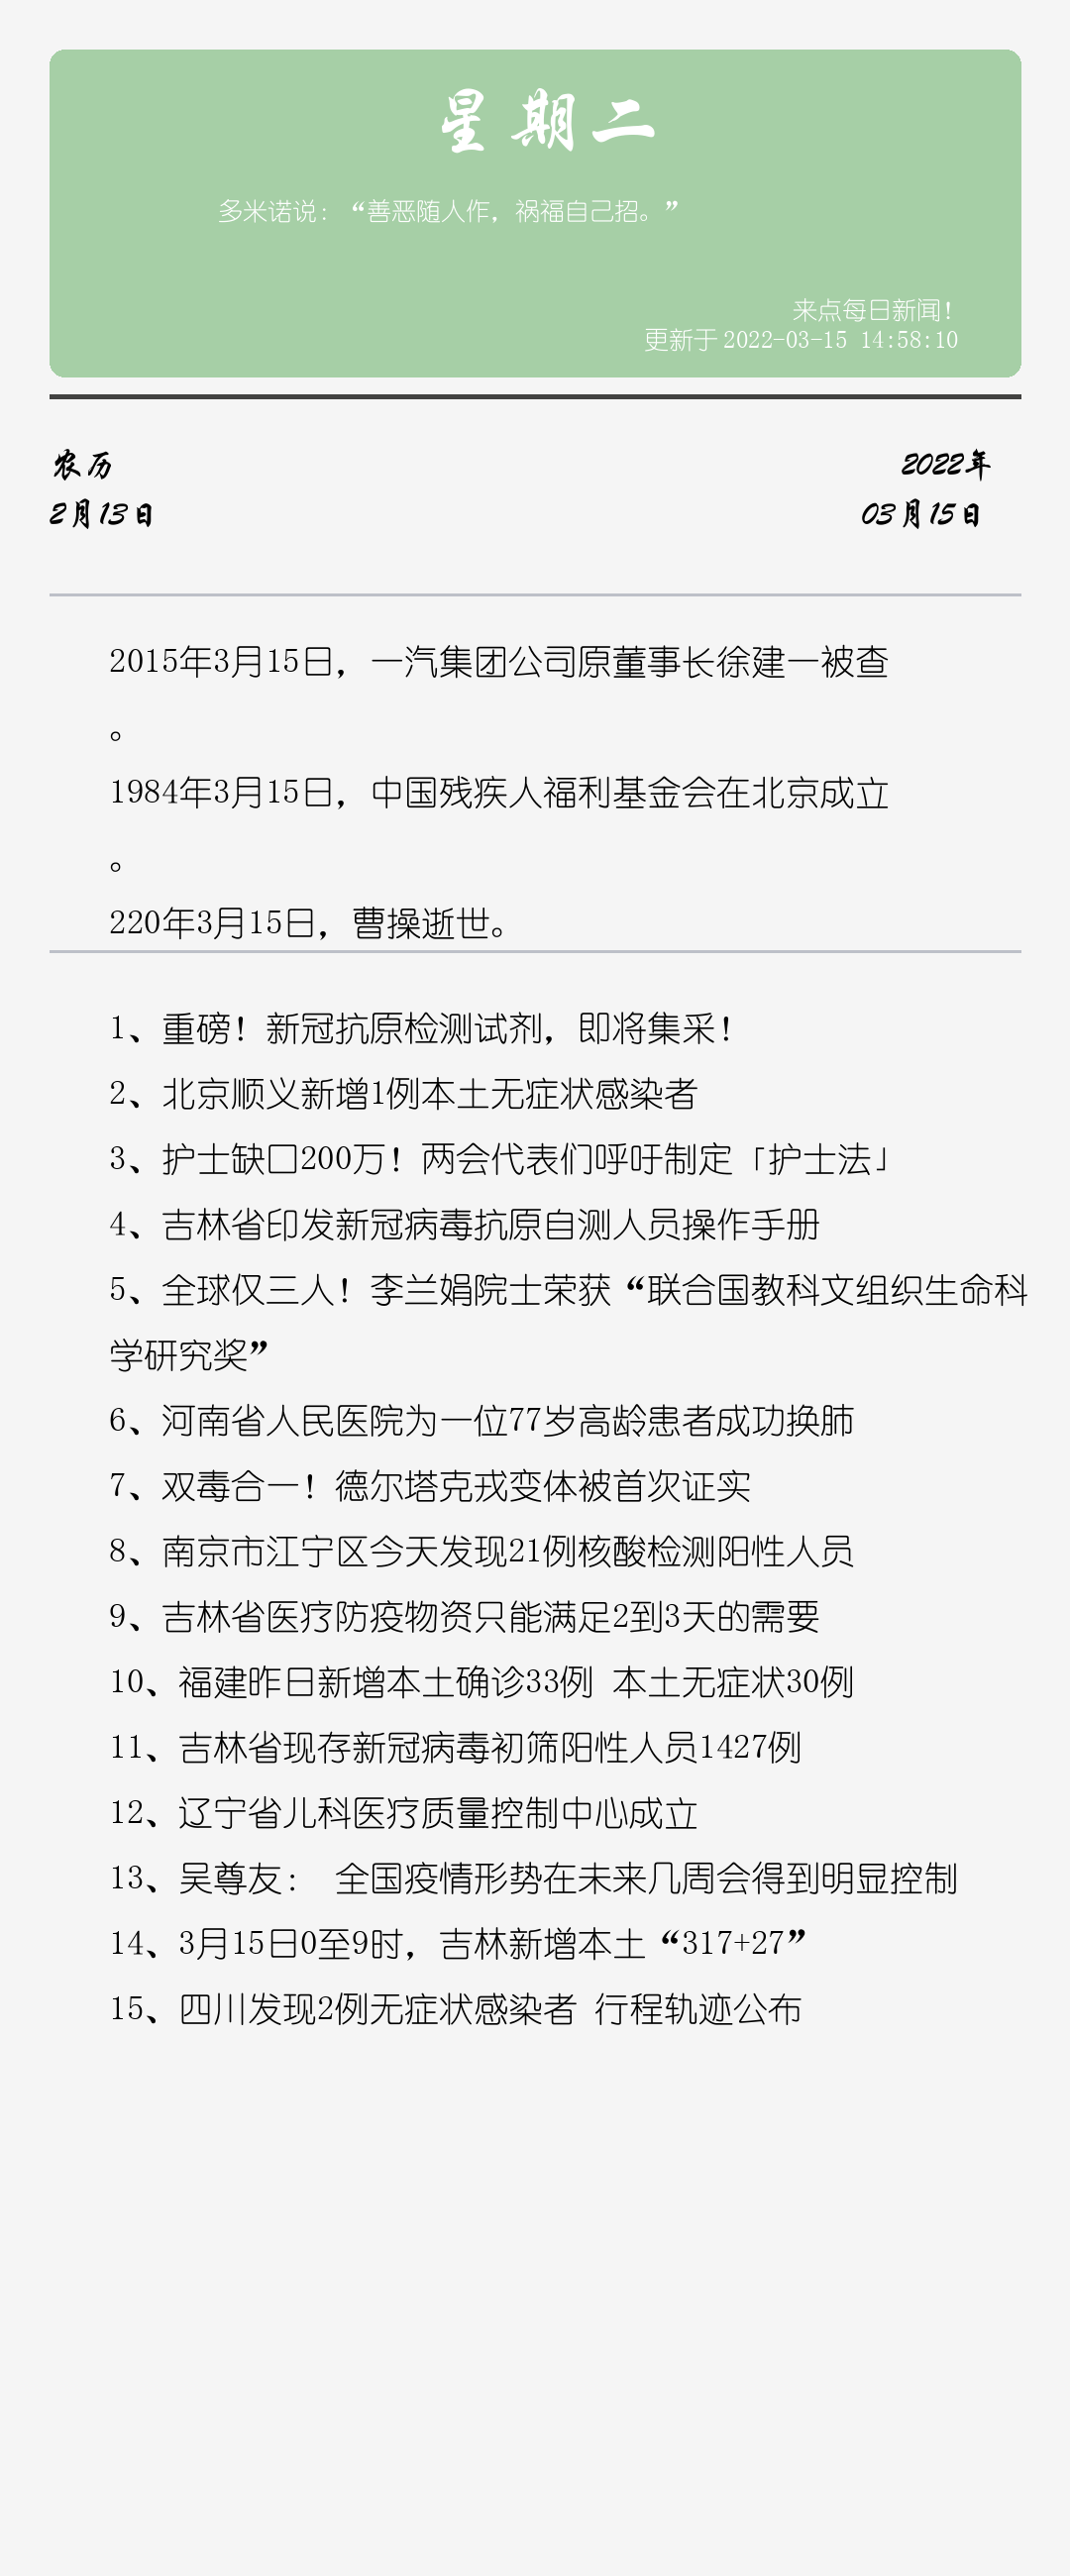 星期二
多米诺说：“善恶随人作，祸福自己招。”
来点每日新闻！
更新于 2022-03-15 14:58:10
农历
2022年
2月13日
03月15日
2015年3月15日，一汽集团公司原董事长徐建一被查
。
1984年3月15日，中国残疾人福利基金会在北京成立
。
220年3月15日，曹操逝世。
1、重磅！新冠抗原检测试剂，即将集采！
2、北京顺义新增1例本土无症状感染者
3、护士缺口200万！两会代表们呼吁制定「护士法」
4、吉林省印发新冠病毒抗原自测人员操作手册
5、全球仅三人！李兰娟院士荣获“联合国教科文组织生命科
学研究奖”
6、河南省人民医院为一位77岁高龄患者成功换肺
7、双毒合一！德尔塔克戎变体被首次证实
8、南京市江宁区今天发现21例核酸检测阳性人员
9、吉林省医疗防疫物资只能满足2到3天的需要
10、福建昨日新增本土确诊33例 本土无症状30例
11、吉林省现存新冠病毒初筛阳性人员1427例
12、辽宁省儿科医疗质量控制中心成立
13、吴尊友： 全国疫情形势在未来几周会得到明显控制
14、3月15日0至9时，吉林新增本土“317+27”
15、四川发现2例无症状感染者 行程轨迹公布